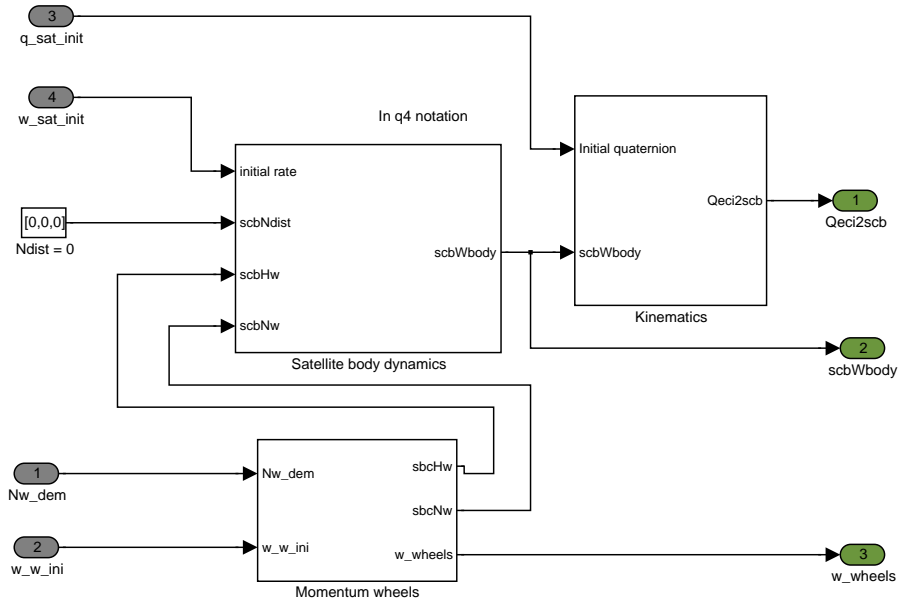 3
q_sat_init
4
w_sat_init
In q4 notation
initial rate
Initial quaternion
[0,0,0]
Ndist = 0
scbNdist
scbHw
scbNw
scbWbody
scbWbody
Qeci2scb
1
Qeci2scb
Satellite body dynamics
Kinematics
2
scbWbody
1
Nw_dem
2
w_w_ini
Nw_dem
w_w_ini
sbcHw
sbcNw
w_wheels
Momentum wheels
3
w_wheels